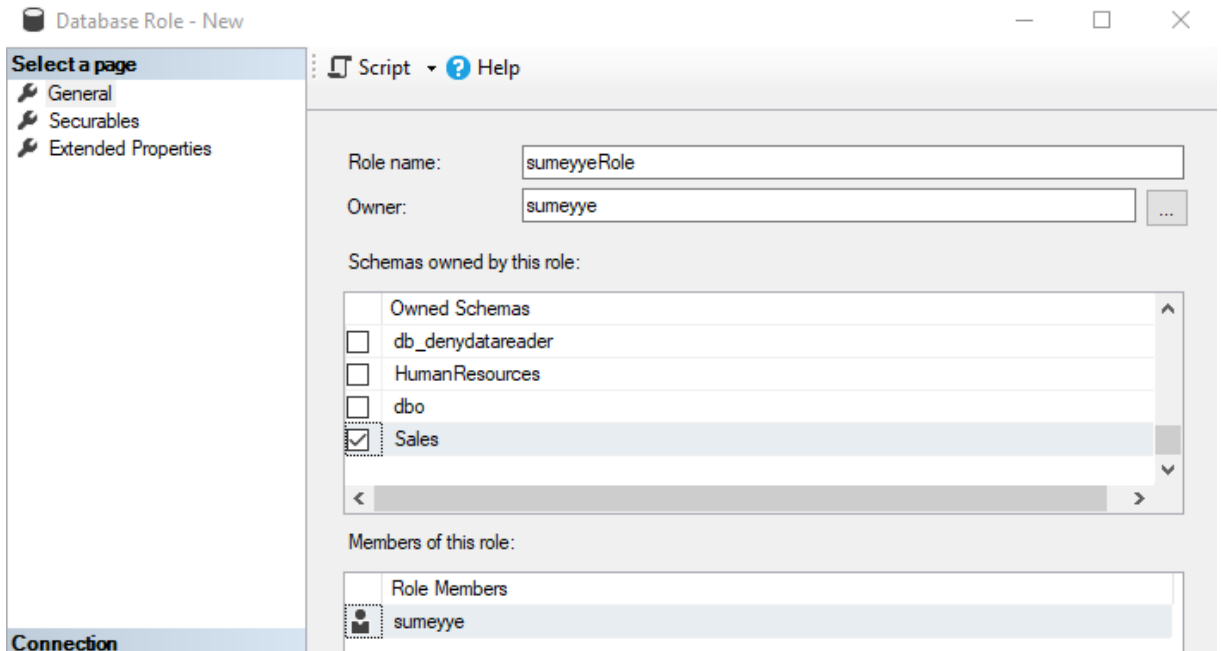 Database Role - New
Select a page
General
Securables
Extended Properties
Connection
Script Help
Role name: sumeyyeRole
Owner: sumeyye ...
Schemas owned by this role:
Owned Schemas
db_denydatareader
HumanResources
dbo
Sales
Members of this role:
Role Members
sumeyye